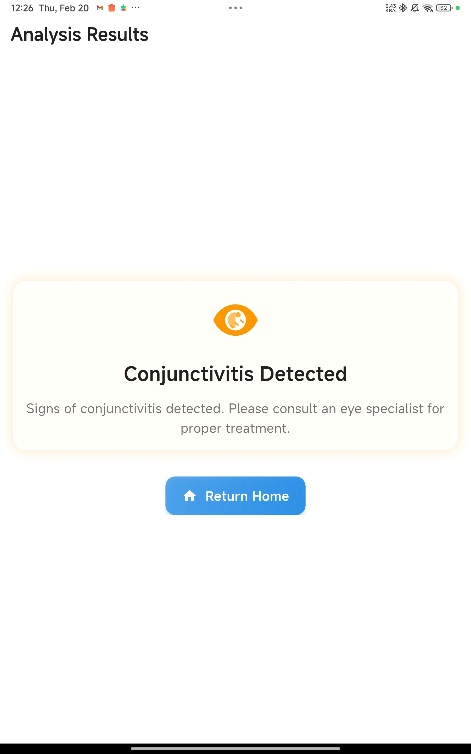 12:26 Thu, Feb 20
Analysis Results
Conjunctivitis Detected
Signs of conjunctivitis detected. Please consult an eye specialist for
proper treatment.
Return Home